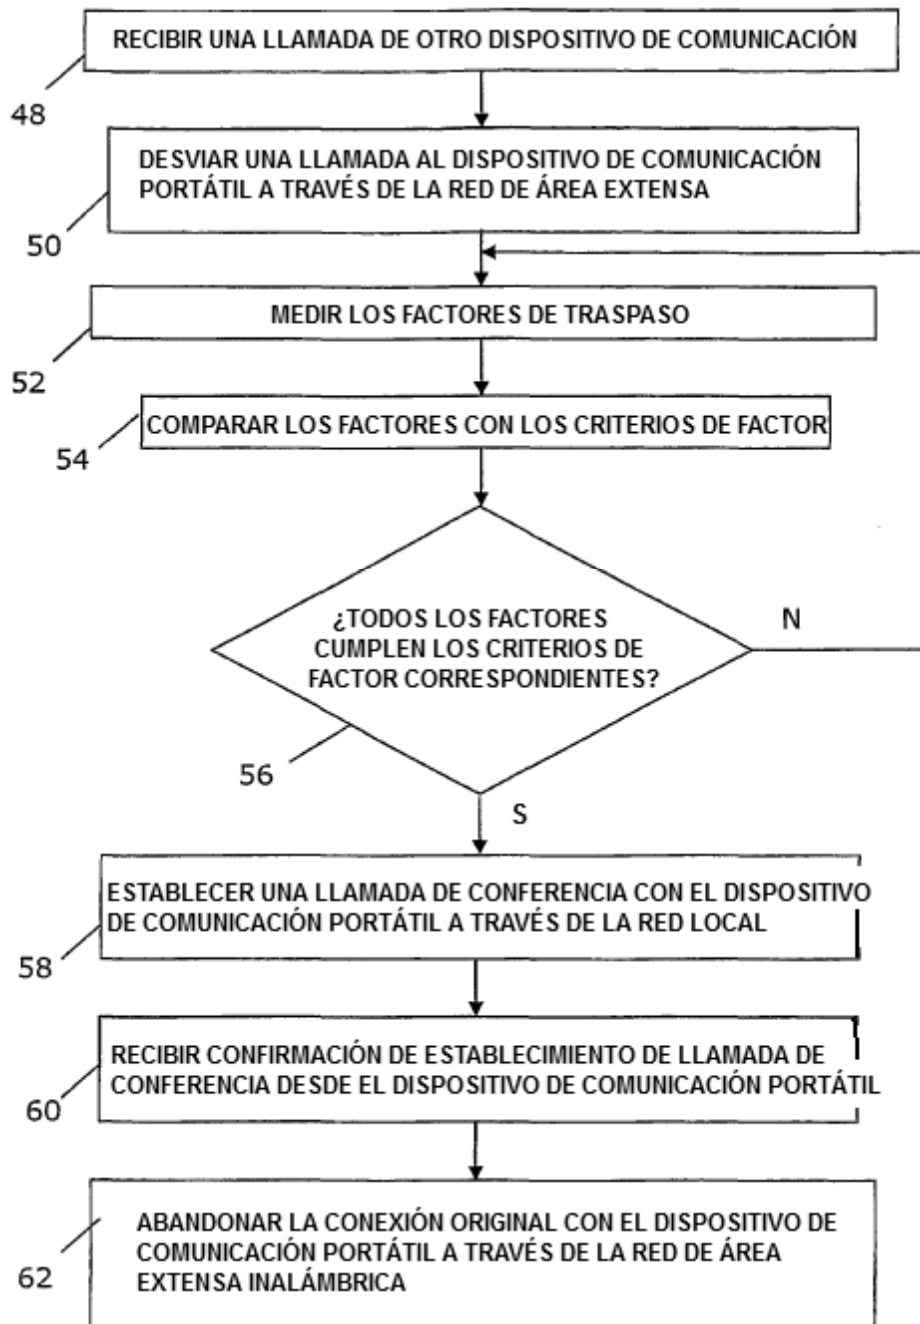 RECIBIR UNA LLAMADA DE OTRO DISPOSITIVO DE COMUNICACIÓN
48
DESVIAR UNA LLAMADA AL DISPOSITIVO DE COMUNICACIÓN
PORTÁTIL A TRAVÉS DE LA RED DE ÁREA EXTENSA
50
MEDIR LOS FACTORES DE TRASPASO
52
COMPARAR LOS FACTORES CON LOS CRITERIOS DE FACTOR
54
¿TODOS LOS FACTORES
CUMPLEN LOS CRITERIOS DE
FACTOR CORRESPONDIENTES?
N
56
S
ESTABLECER UNA LLAMADA DE CONFERENCIA CON EL DISPOSITIVO
DE COMUNICACIÓN PORTÁTIL A TRAVÉS DE LA RED LOCAL
58
RECIBIR CONFIRMACIÓN DE ESTABLECIMIENTO DE LLAMADA DE
CONFERENCIA DESDE EL DISPOSITIVO DE COMUNICACIÓN PORTÁTIL
60
ABANDONAR LA CONEXIÓN ORIGINAL CON EL DISPOSITIVO DE
COMUNICACIÓN PORTÁTIL A TRAVÉS DE LA RED DE ÁREA
EXTENSA INALÁMBRICA
62